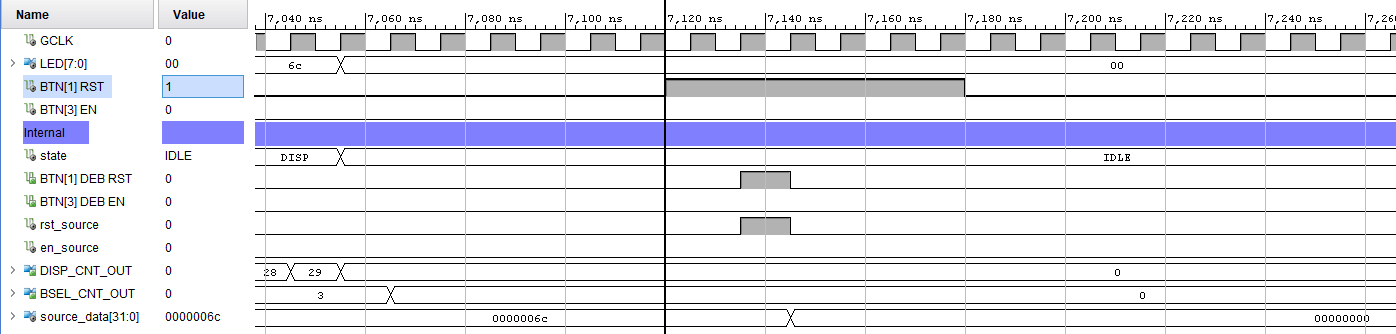 Name Value 7,040 ns 7,060 ns 7,080 ns 7,100 ns 7,120 ns 7,140 ns 7,160 ns 7,180 ns 7,200 ns 7,220 ns 7,240 ns 7,26
GCLK 0
LED[7:0] 00 6c 00
BTN[1] RST 1
BTN[3] EN 0
Internal
state IDLE DISP IDLE
BTN[1] DEB RST 0
BTN[3] DEB EN 0
rst_source 0
en_source 0
DISP_CNT_OUT 0 28 29 0
BSEL_CNT_OUT 0 3 0
source_data[31:0] 0000006c 0000006c 00000000